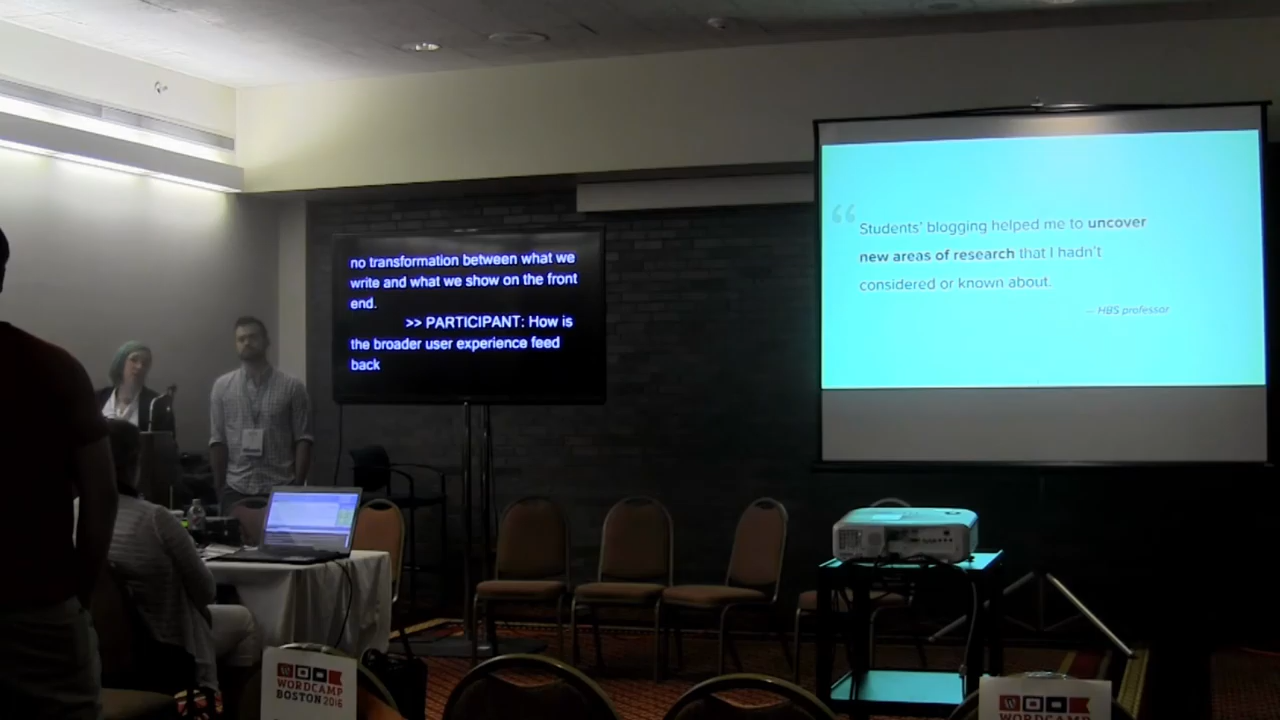 no transformation between what we
write and what we show on the front
end.
>> PARTICIPANT: How is
the broader user experience feed
back
“
Students’ blogging helped me to uncover
new areas of research that I hadn’t
considered or known about.
— HBS professor
WORDCAMP
BOSTON 2016
WORDCAMP